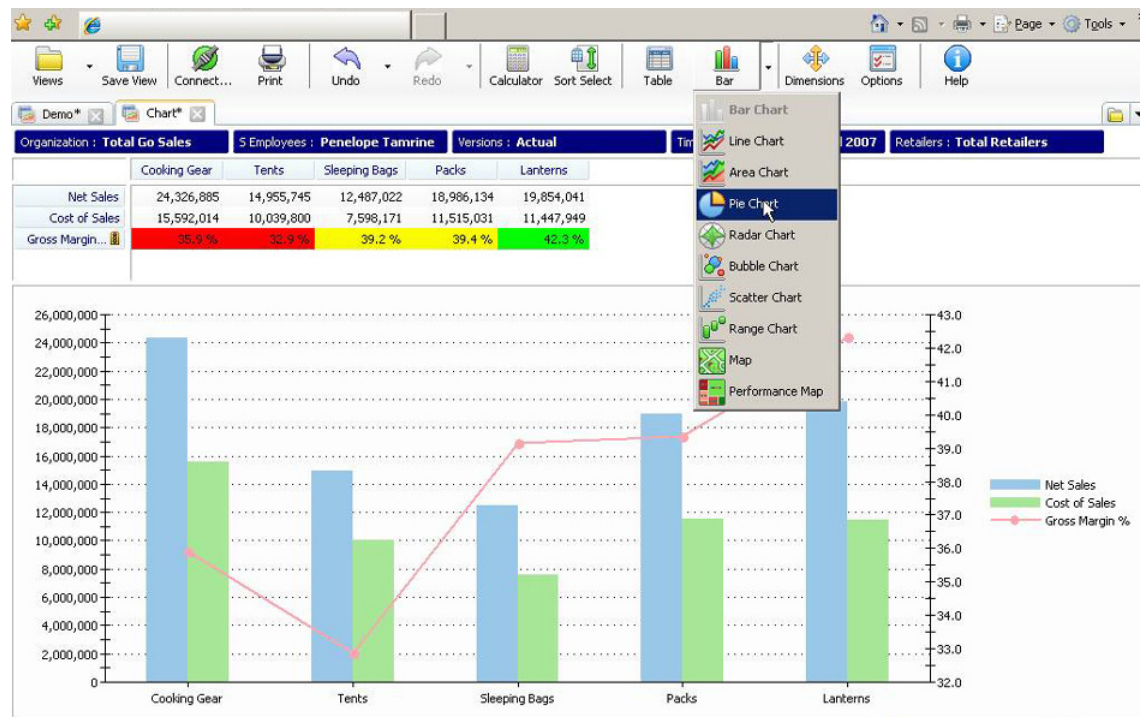 Page Tools
Views Save View Connect... Print Undo Redo Calculator Sort Select Table Bar Dimensions Options Help
Demo* Chart*
Organization : Total Go Sales S Employees : Penelope Tamrine Versions : Actual 2007 Retailers : Total Retailers
Cooking Gear Tents Sleeping Bags Packs Lanterns
Net Sales 24,326,885 14,955,745 12,487,022 18,986,134 19,854,041
Cost of Sales 15,592,014 10,039,800 7,598,171 11,515,031 11,447,949
Gross Margin... 35.9 % 32.9 % 39.2 % 39.4 % 42.3 %
Bar Chart
Line Chart
Area Chart
Pie Chart
Radar Chart
Bubble Chart
Scatter Chart
Range Chart
Map
Performance Map
26,000,000
24,000,000
22,000,000
20,000,000
18,000,000
16,000,000
14,000,000
12,000,000
10,000,000
8,000,000
6,000,000
4,000,000
2,000,000
0
43.0
42.0
41.0
40.0
39.0
38.0
37.0
36.0
35.0
34.0
33.0
32.0
Cooking Gear Tents Sleeping Bags Packs Lanterns
Net Sales
Cost of Sales
Gross Margin %